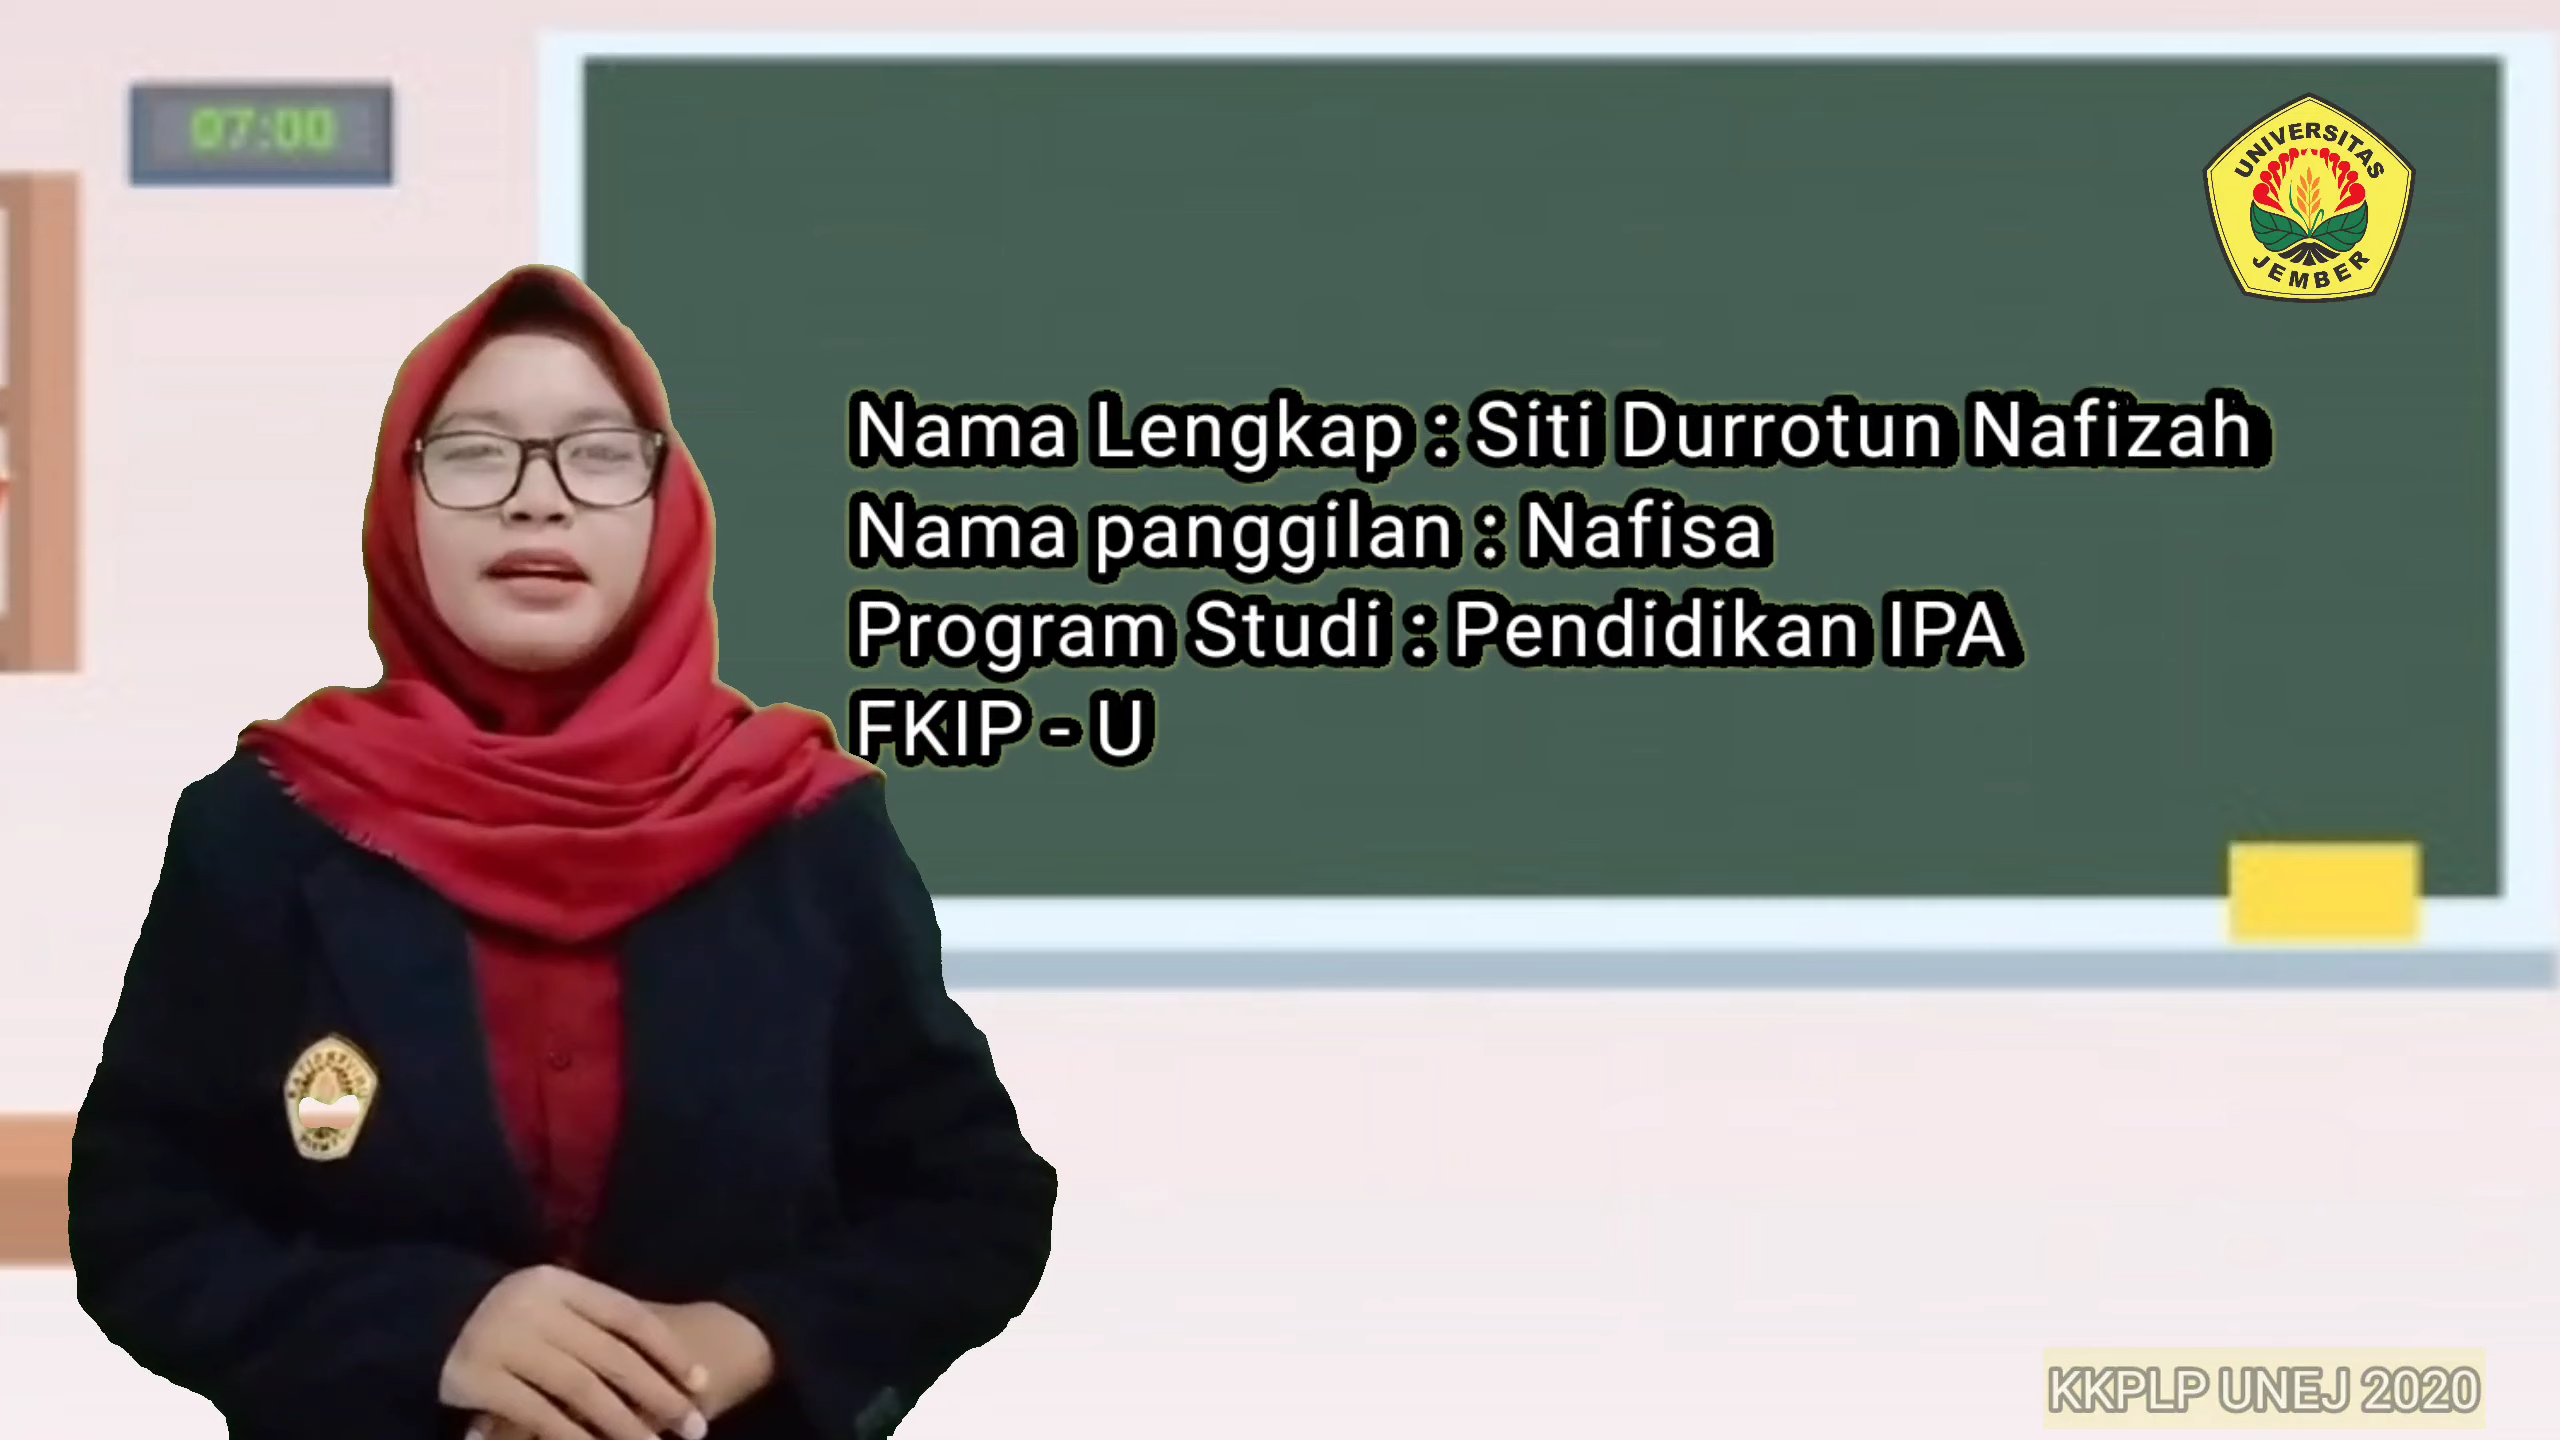 07:00
UNIVERSITAS
JEMBER
Nama Lengkap : Siti Durrotun Nafizah
Nama panggilan : Nafisa
Program Studi : Pendidikan IPA
FKIP - U
KKPLP UNEJ 2020